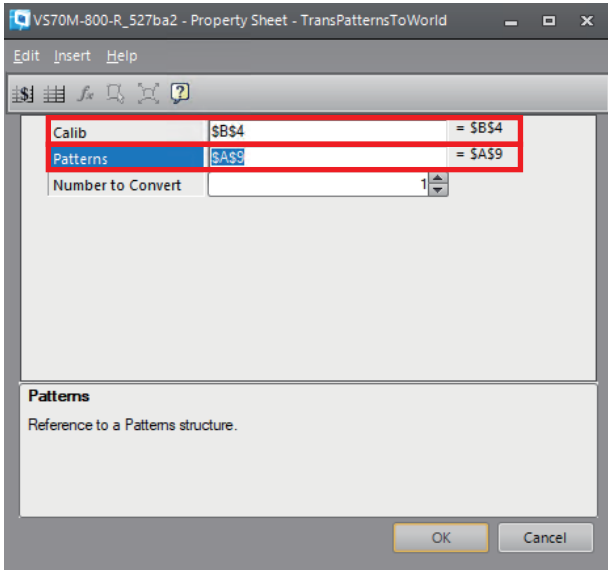 VS70M-800-R_527ba2 - Property Sheet - TransPatternsToWorld
Edit Insert Help
Calib $B$4 = $B$4
Patterns $A$9 = $A$9
Number to Convert 1
Patterns
Reference to a Patterns structure.
OK Cancel